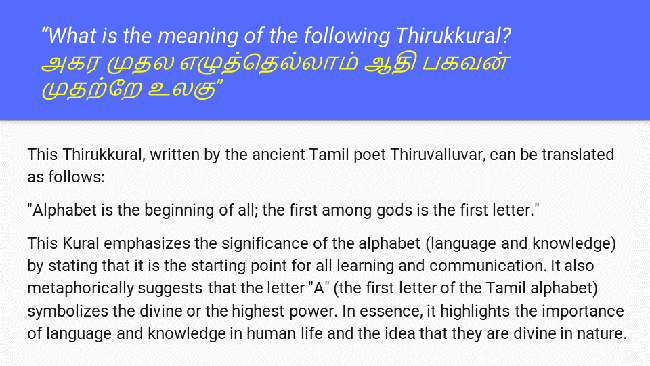 “What is the meaning of the following Thirukkural?
அகர முதல எழுத்தெல்லாம் ஆதி பகவன்
முதற்றே உலகு”
This Thirukkural, written by the ancient Tamil poet Thiruvalluvar, can be translated
as follows:
"Alphabet is the beginning of all; the first among gods is the first letter."
This Kural emphasizes the significance of the alphabet (language and knowledge)
by stating that it is the starting point for all learning and communication. It also
metaphorically suggests that the letter "A" (the first letter of the Tamil alphabet)
symbolizes the divine or the highest power. In essence, it highlights the importance
of language and knowledge in human life and the idea that they are divine in nature.